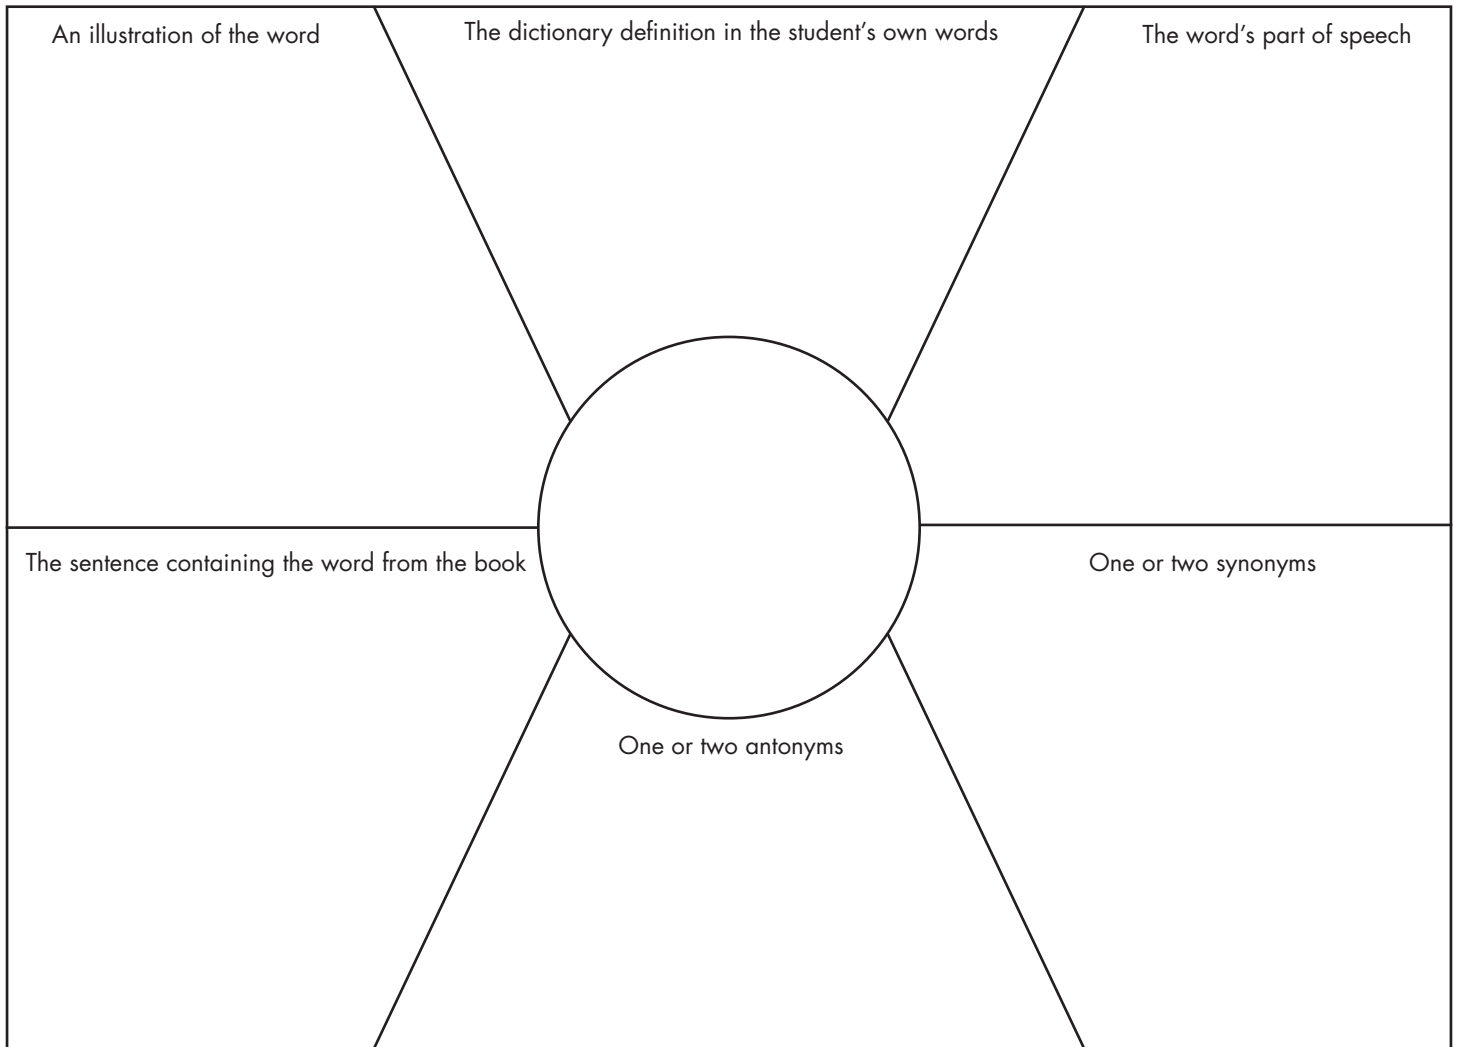 An illustration of the word
The dictionary definition in the student’s own words
The word’s part of speech
The sentence containing the word from the book
One or two synonyms
One or two antonyms